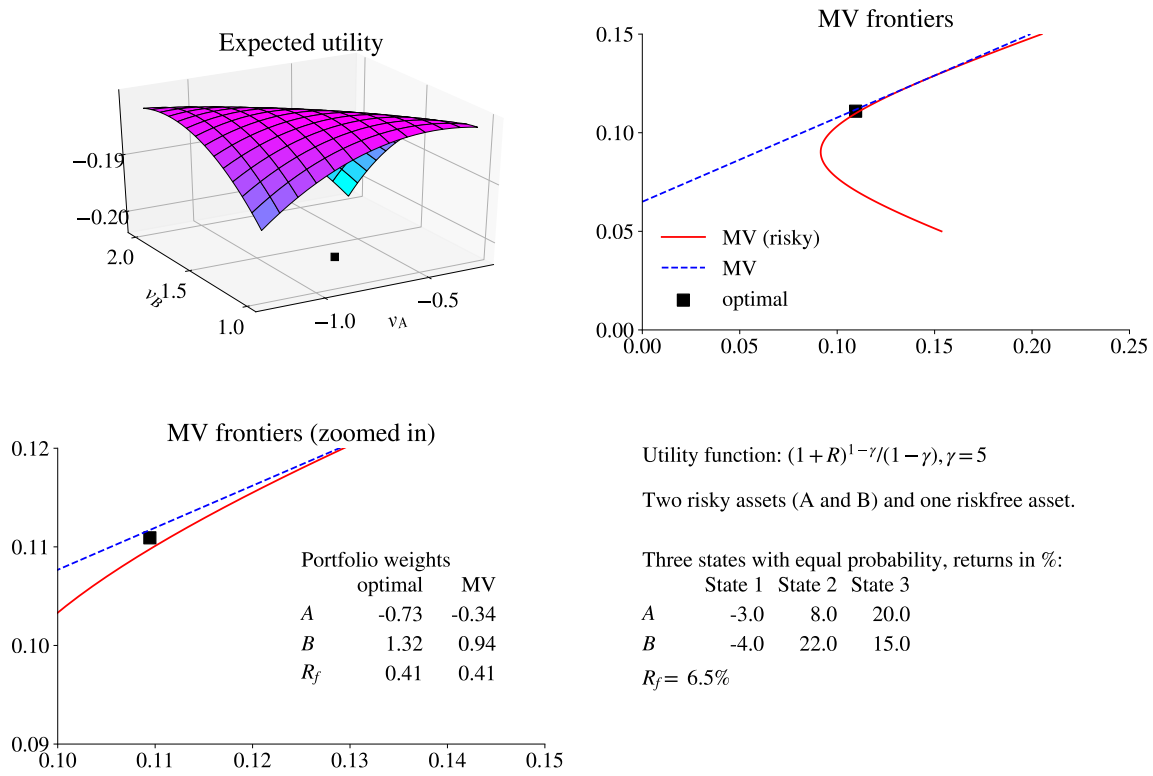 Expected utility
−0.19
−0.20
2.0
1.5
1.0
ν_B
−1.0
−0.5
ν_A
MV frontiers
0.15
0.10
0.05
0.00
0.00 0.05 0.10 0.15 0.20 0.25
MV (risky)
MV
optimal
MV frontiers (zoomed in)
0.12
0.11
0.10
0.09
0.10 0.11 0.12 0.13 0.14 0.15
Portfolio weights
optimal MV
A -0.73 -0.34
B 1.32 0.94
R_f 0.41 0.41
Utility function: (1 + R)^{1−γ}/(1 − γ), γ = 5
Two risky assets (A and B) and one riskfree asset.
Three states with equal probability, returns in %:
State 1 State 2 State 3
A -3.0 8.0 20.0
B -4.0 22.0 15.0
R_f = 6.5%